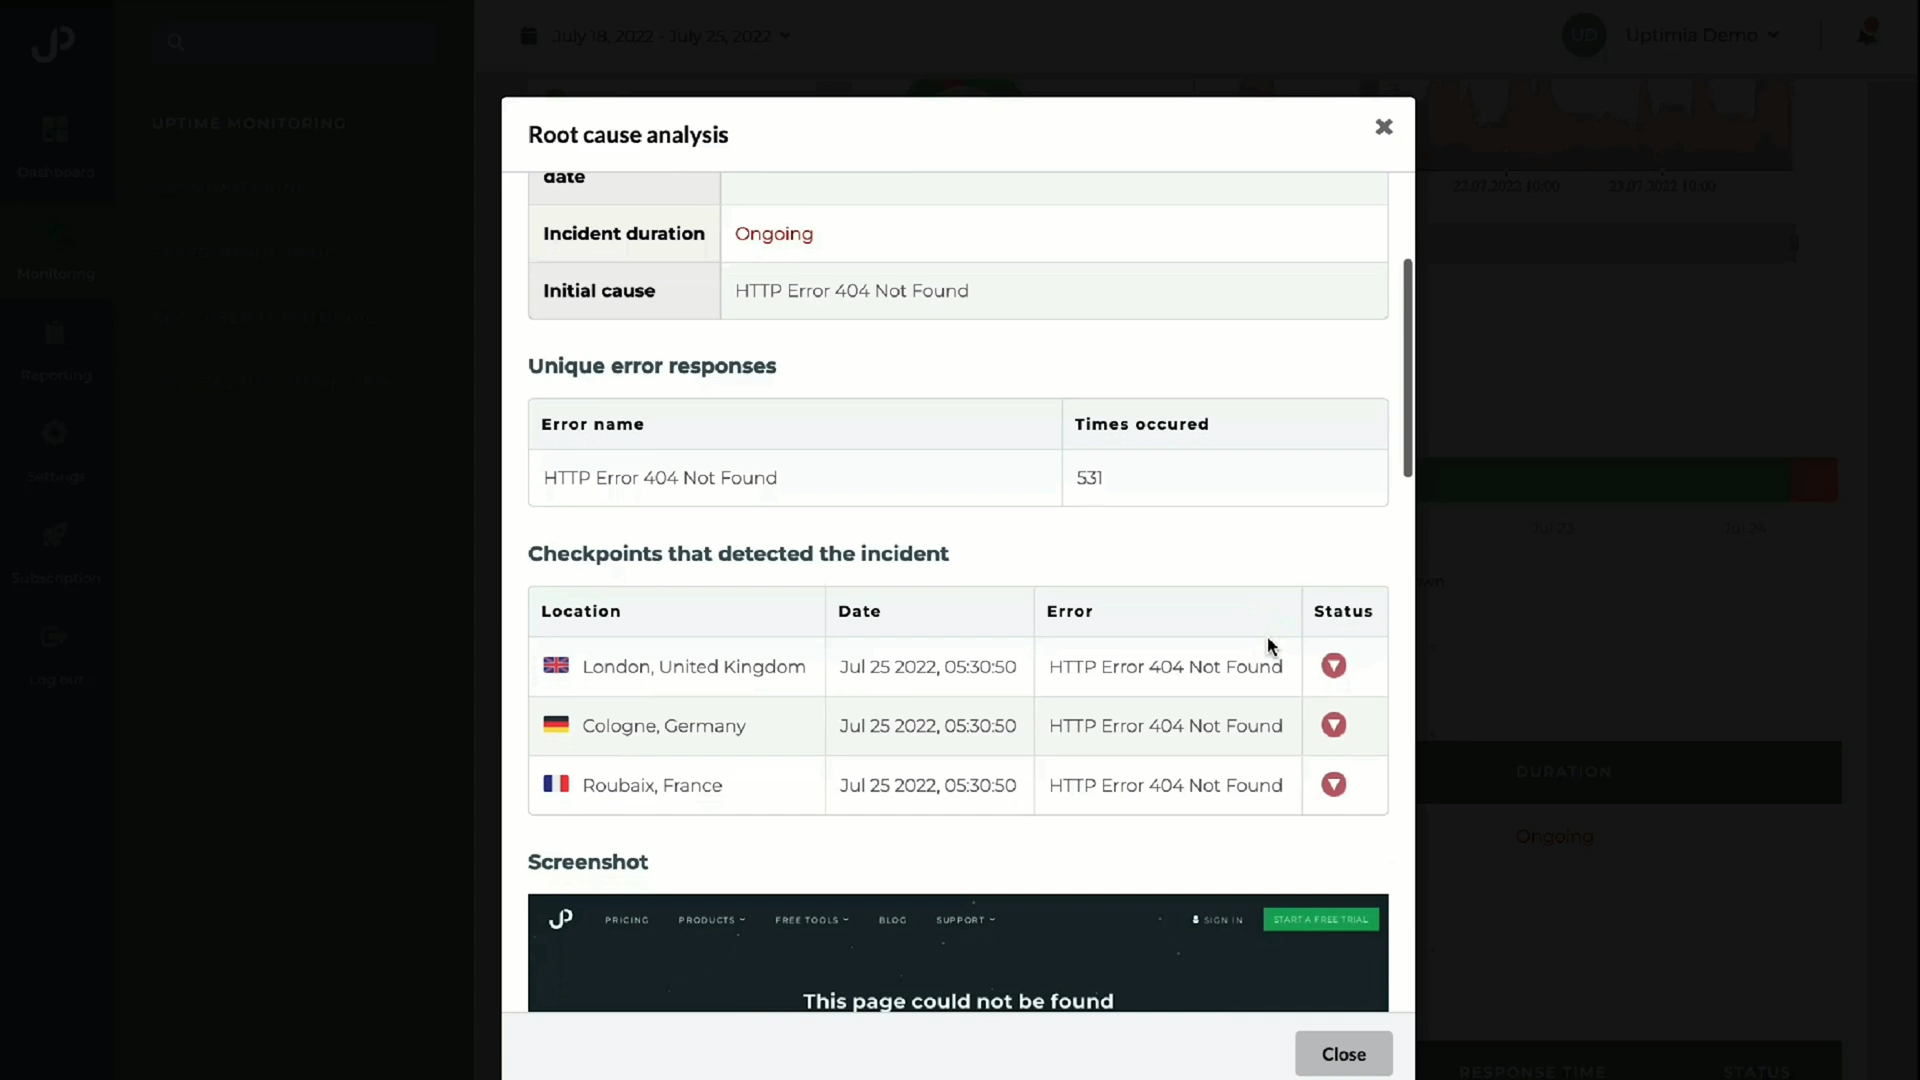 July 18, 2022 - July 25, 2022
UD Uptimia Demo
UPTIME MONITORING
Dashboard
Monitoring
Reporting
Settings
Subscription
Log out
22.07.2022 10:00 23.07.2022 10:00
Root cause analysis
date
Incident duration Ongoing
Initial cause HTTP Error 404 Not Found
Unique error responses
Error name Times occured
HTTP Error 404 Not Found 531
Checkpoints that detected the incident
Location Date Error Status
London, United Kingdom Jul 25 2022, 05:30:50 HTTP Error 404 Not Found
Cologne, Germany Jul 25 2022, 05:30:50 HTTP Error 404 Not Found
Roubaix, France Jul 25 2022, 05:30:50 HTTP Error 404 Not Found
Screenshot
PRICING PRODUCTS FREE TOOLS BLOG SUPPORT SIGN IN START A FREE TRIAL
This page could not be found
Close
Jul 23 Jul 24
DURATION
Ongoing
RESPONSE TIME STATUS